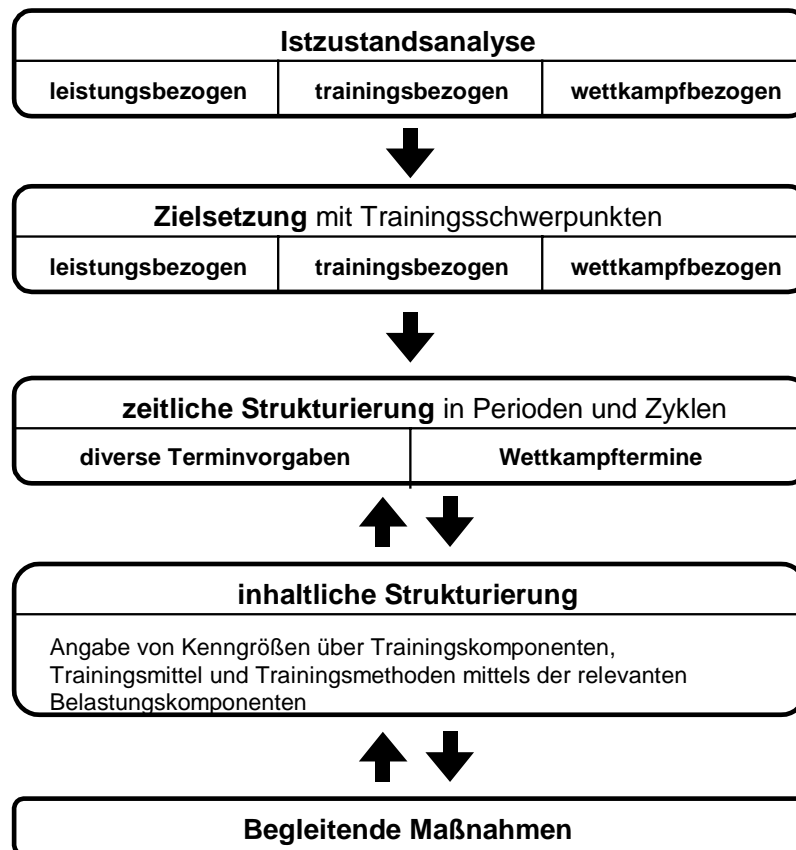 Istzustandsanalyse
leistungsbezogen trainingsbezogen wettkampfbezogen
Zielsetzung mit Trainingsschwerpunkten
leistungsbezogen trainingsbezogen wettkampfbezogen
zeitliche Strukturierung in Perioden und Zyklen
diverse Terminvorgaben Wettkampftermine
inhaltliche Strukturierung
Angabe von Kenngrößen über Trainingskomponenten,
Trainingsmittel und Trainingsmethoden mittels der relevanten
Belastungskomponenten
Begleitende Maßnahmen